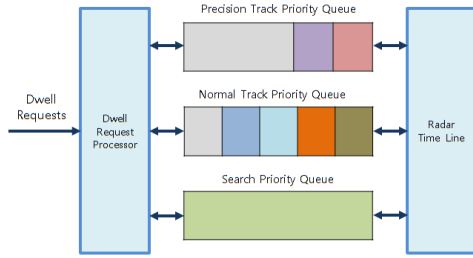 Precision Track Priority Queue
Dwell
Requests
Dwell
Request
Processor
Normal Track Priority Queue
Radar
Time Line
Search Priority Queue